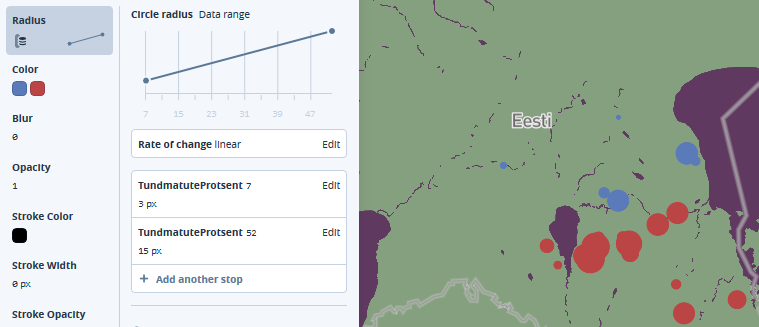 Radius
Color
Blur
0
Opacity
1
Stroke Color
Stroke Width
0 px
Stroke Opacity
Circle radius Data range
7 15 23 31 39 47
Rate of change linear Edit
TundmatuteProtsent 7 Edit
3 px
TundmatuteProtsent 52 Edit
15 px
+ Add another stop
Eesti